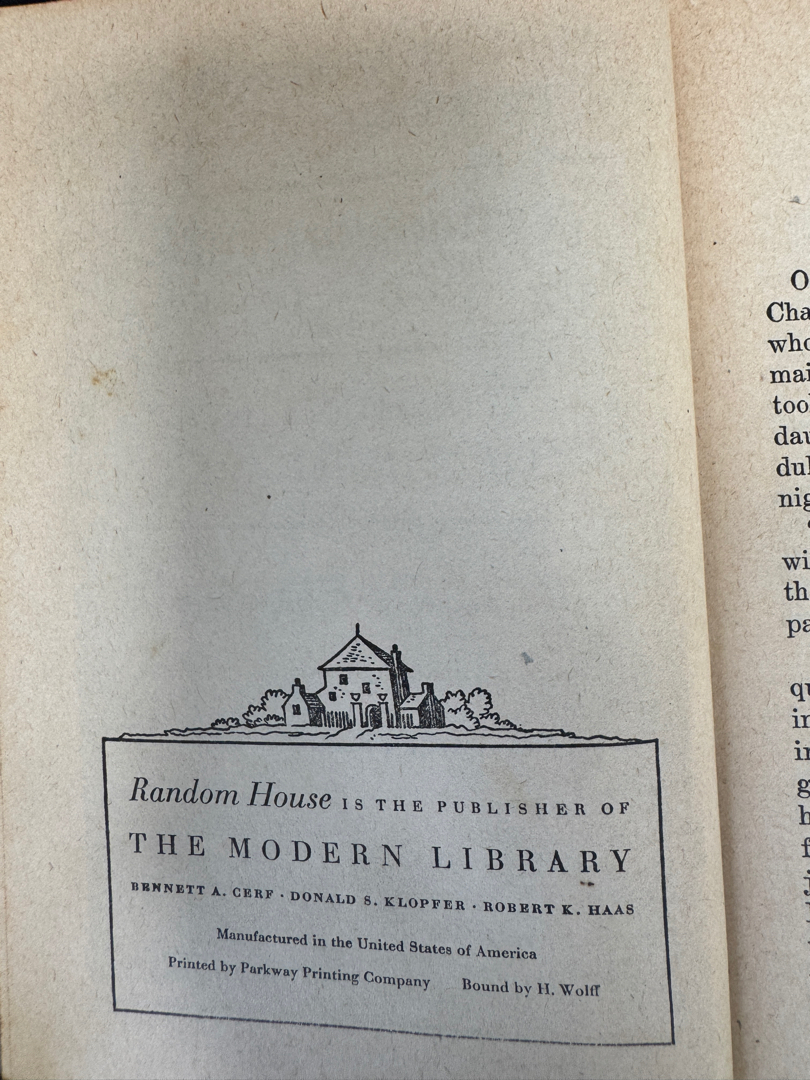 Random House IS THE PUBLISHER OF
THE MODERN LIBRARY
BENNETT A. CERF · DONALD S. KLOPFER · ROBERT K. HAAS
Manufactured in the United States of America
Printed by Parkway Printing Company Bound by H. Wolff